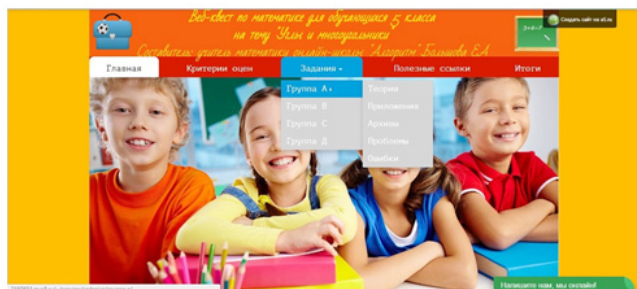 Веб-квест по математике для обучающихся 5 класса
на тему "Углы и многоугольники"
Составитель: учитель математики онлайн-школы "Алгоритм" Большова Е.А
Создать сайт на a5.ru
Главная Критерии оцен Задания Полезные ссылки Итоги
Группа А Теория
Группа В Приложения
Группа С Архивы
Группа Д Проблемы
Ошибки
Напишите нам, мы онлайн!